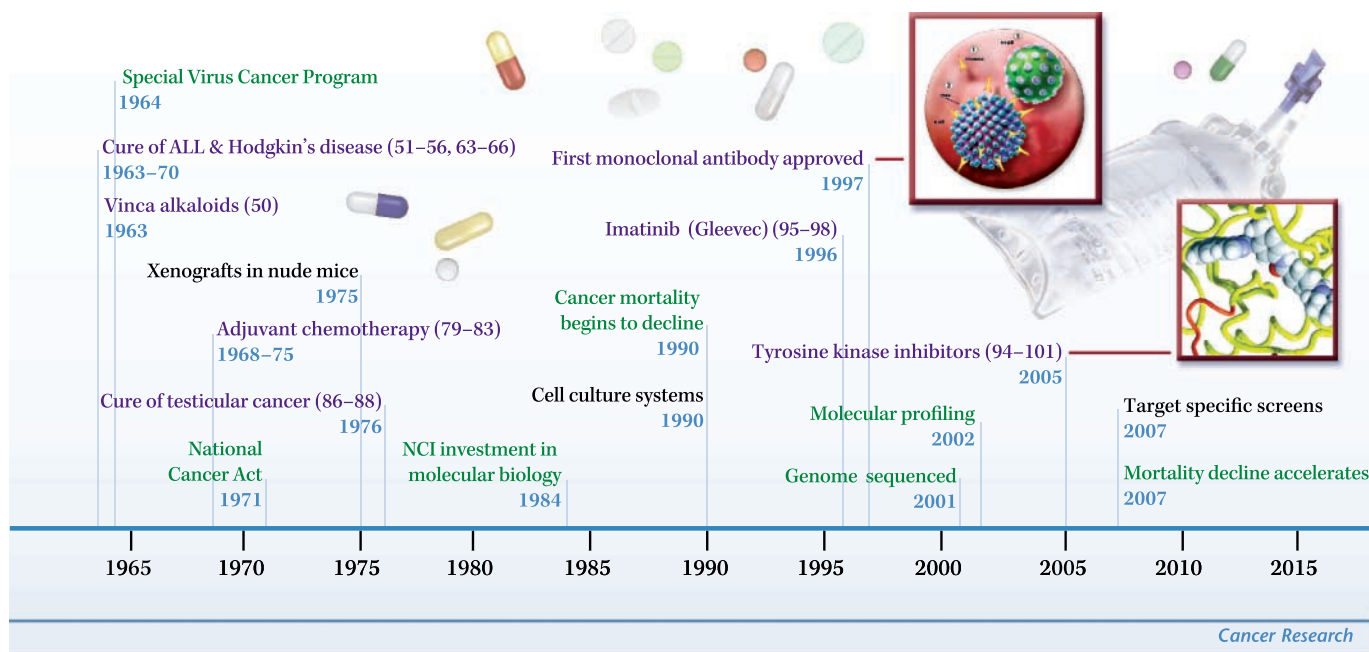 Special Virus Cancer Program
1964
Cure of ALL & Hodgkin's disease (51–56, 63–66)
1963–70
First monoclonal antibody approved
1997
Vinca alkaloids (50)
1963
Imatinib (Gleevec) (95–98)
1996
Xenografts in nude mice
1975
Cancer mortality
begins to decline
1990
Adjuvant chemotherapy (79–83)
1968–75
Tyrosine kinase inhibitors (94–101)
2005
Cure of testicular cancer (86–88)
1976
Cell culture systems
1990
Molecular profiling
2002
Target specific screens
2007
National
Cancer Act
1971
NCI investment in
molecular biology
1984
Genome sequenced
2001
Mortality decline accelerates
2007
1965 1970 1975 1980 1985 1990 1995 2000 2005 2010 2015
Cancer Research